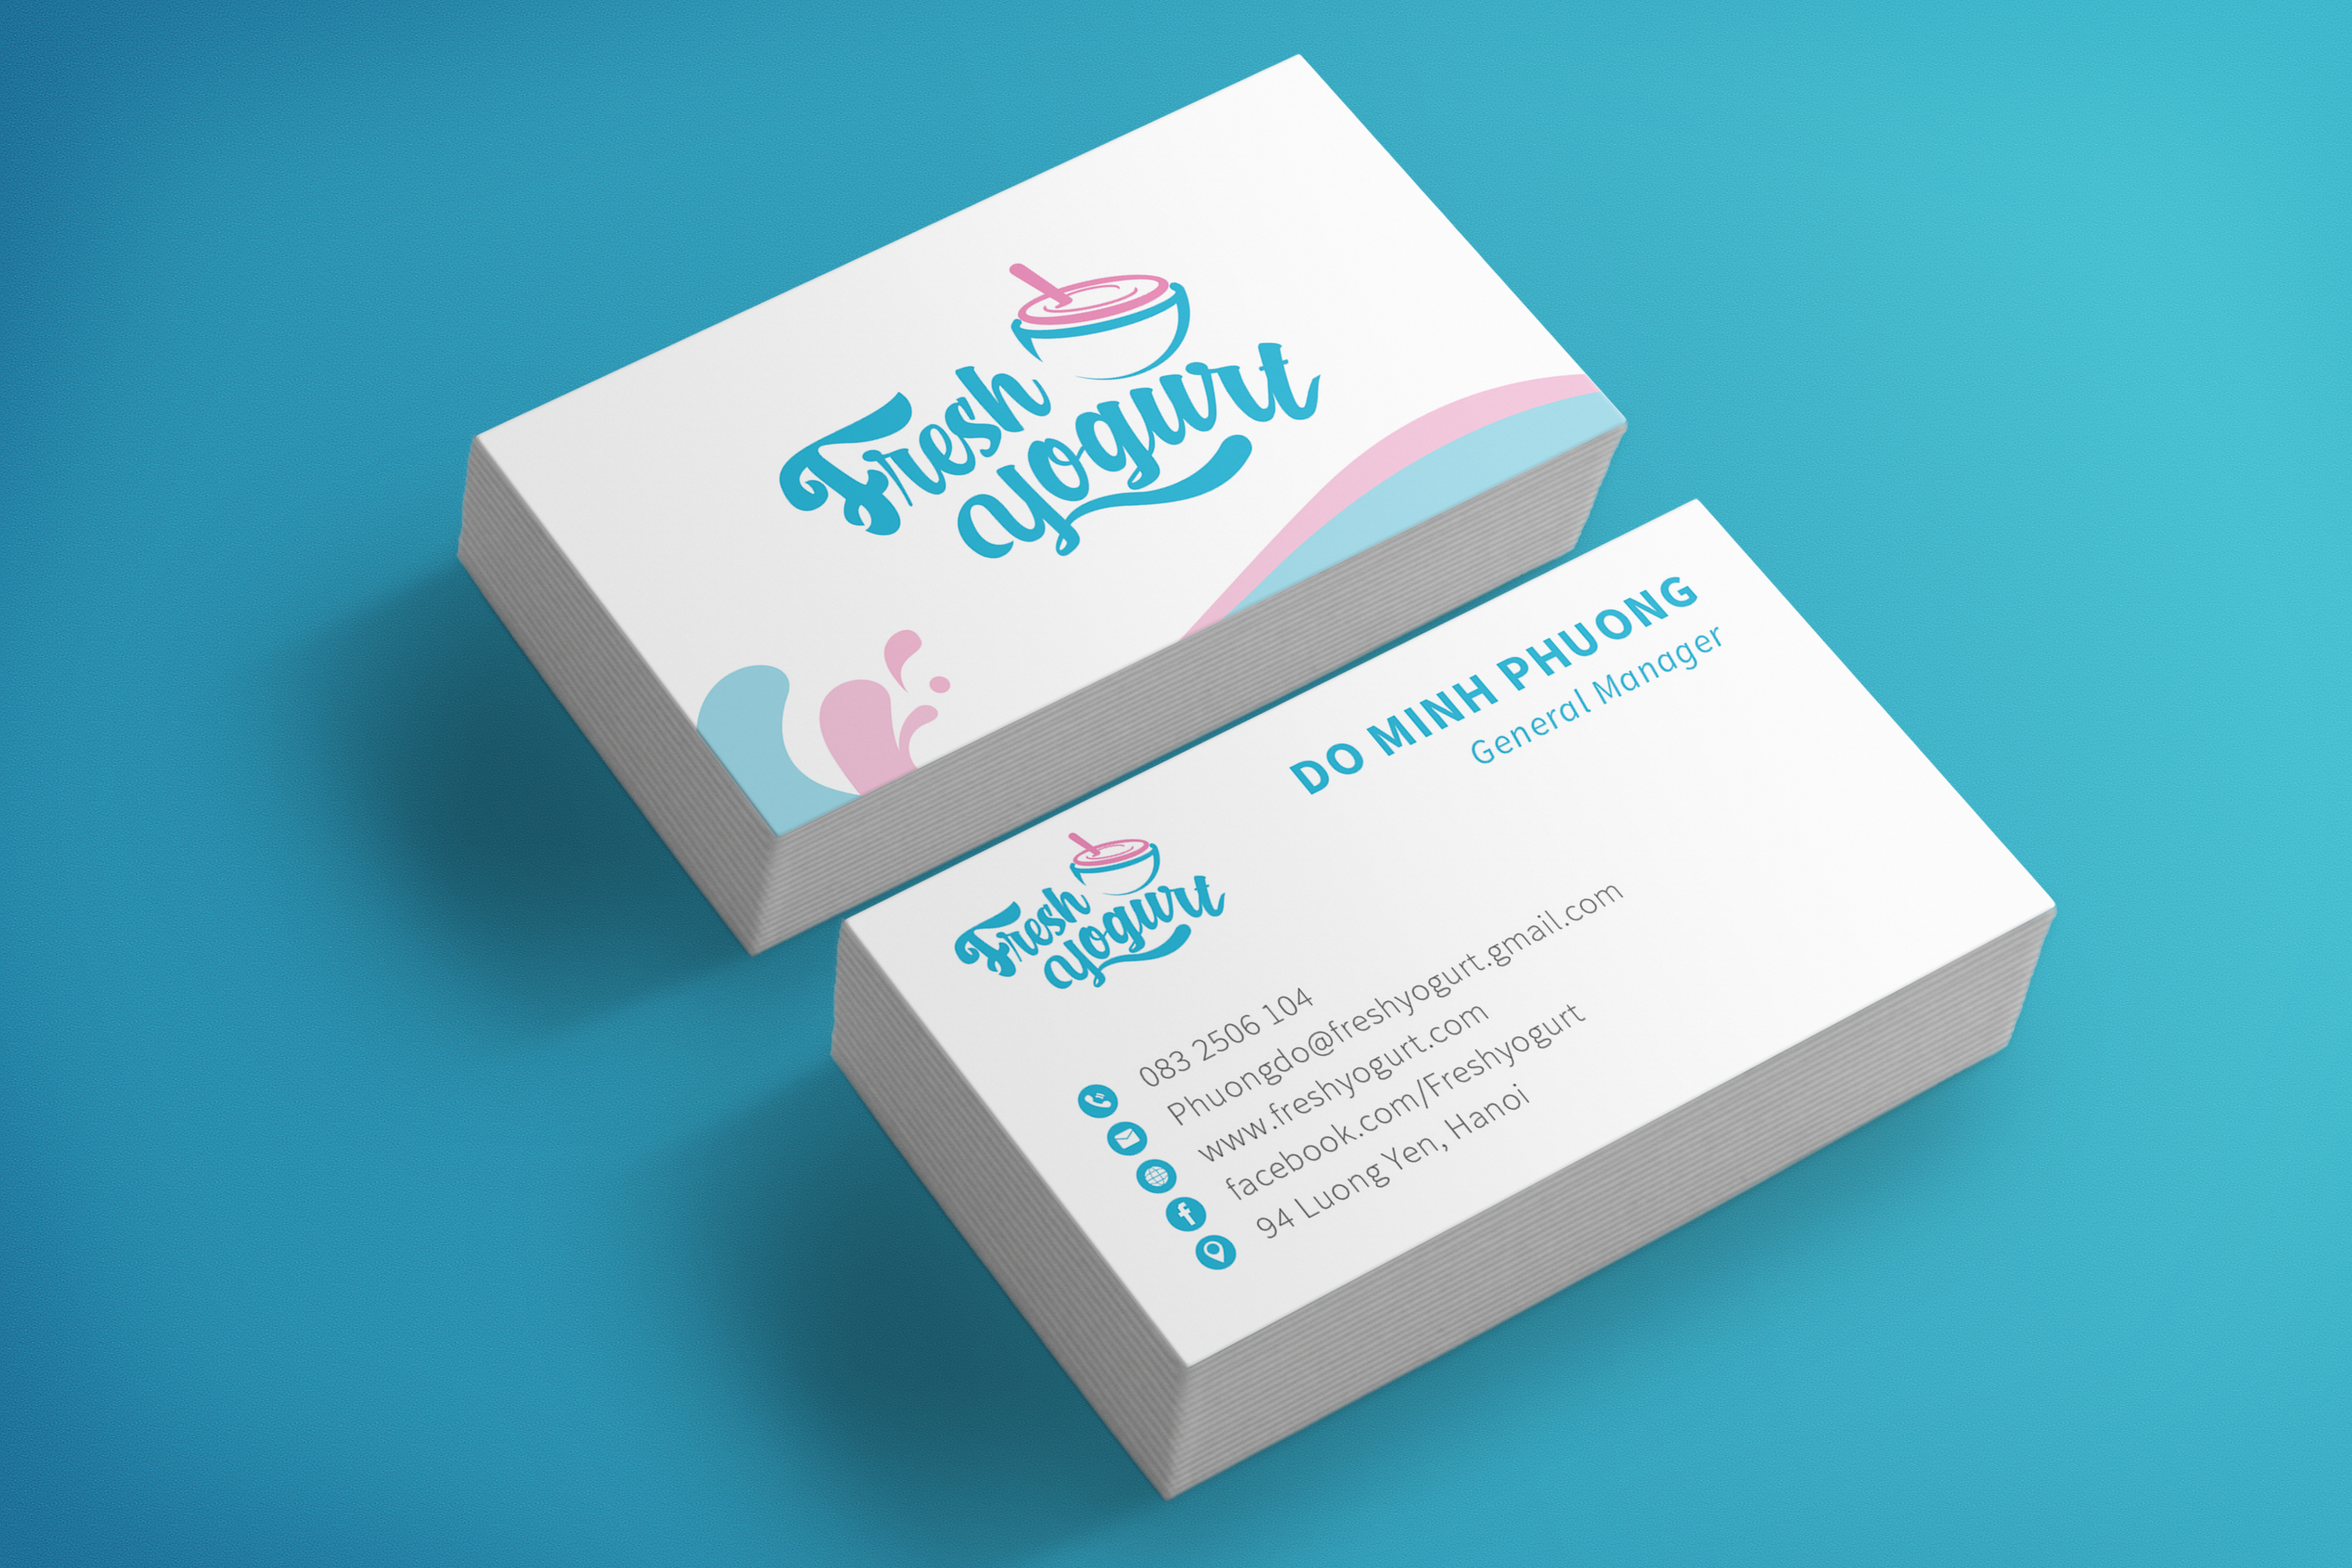 Fresh
Yogurt
DO MINH PHUONG
General Manager
Fresh
Yogurt
083 2506 104
Phuongdo@freshyogurt.gmail.com
www.freshyogurt.com
facebook.com/Freshyogurt
94 Luong Yen, Hanoi